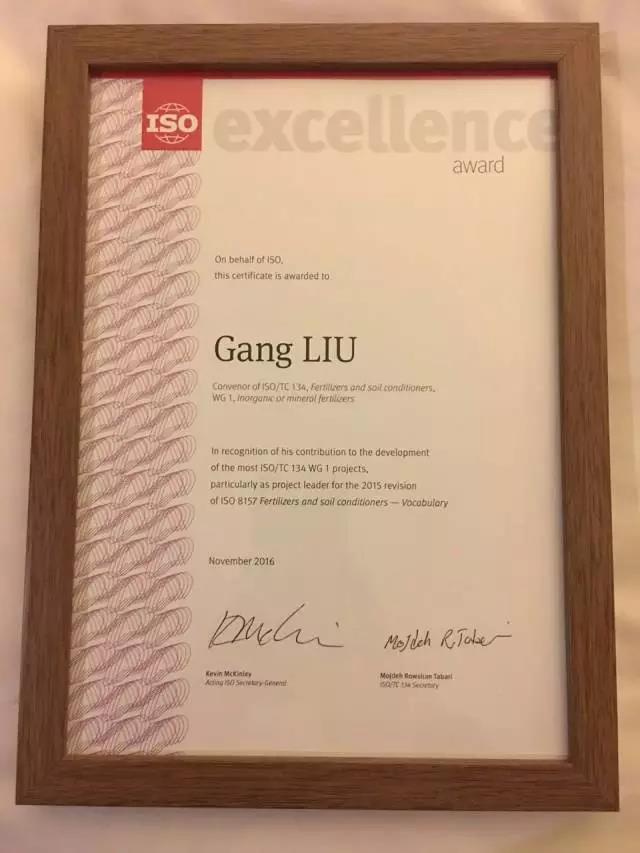 ISO
excellence
award
On behalf of ISO,
this certificate is awarded to
Gang LIU
Convenor of ISO/TC 134, Fertilizers and soil conditioners,
WG 1, Inorganic or mineral fertilizers
In recognition of his contribution to the development
of the most ISO/TC 134 WG 1 projects,
particularly as project leader for the 2015 revision
of ISO 8157 Fertilizers and soil conditioners — Vocabulary
November 2016
Mojdeh R.Taba
Kevin McKinley
Acting ISO Secretary-General
Mojdeh Rowshan Tabari
ISO/TC 134 Secretary